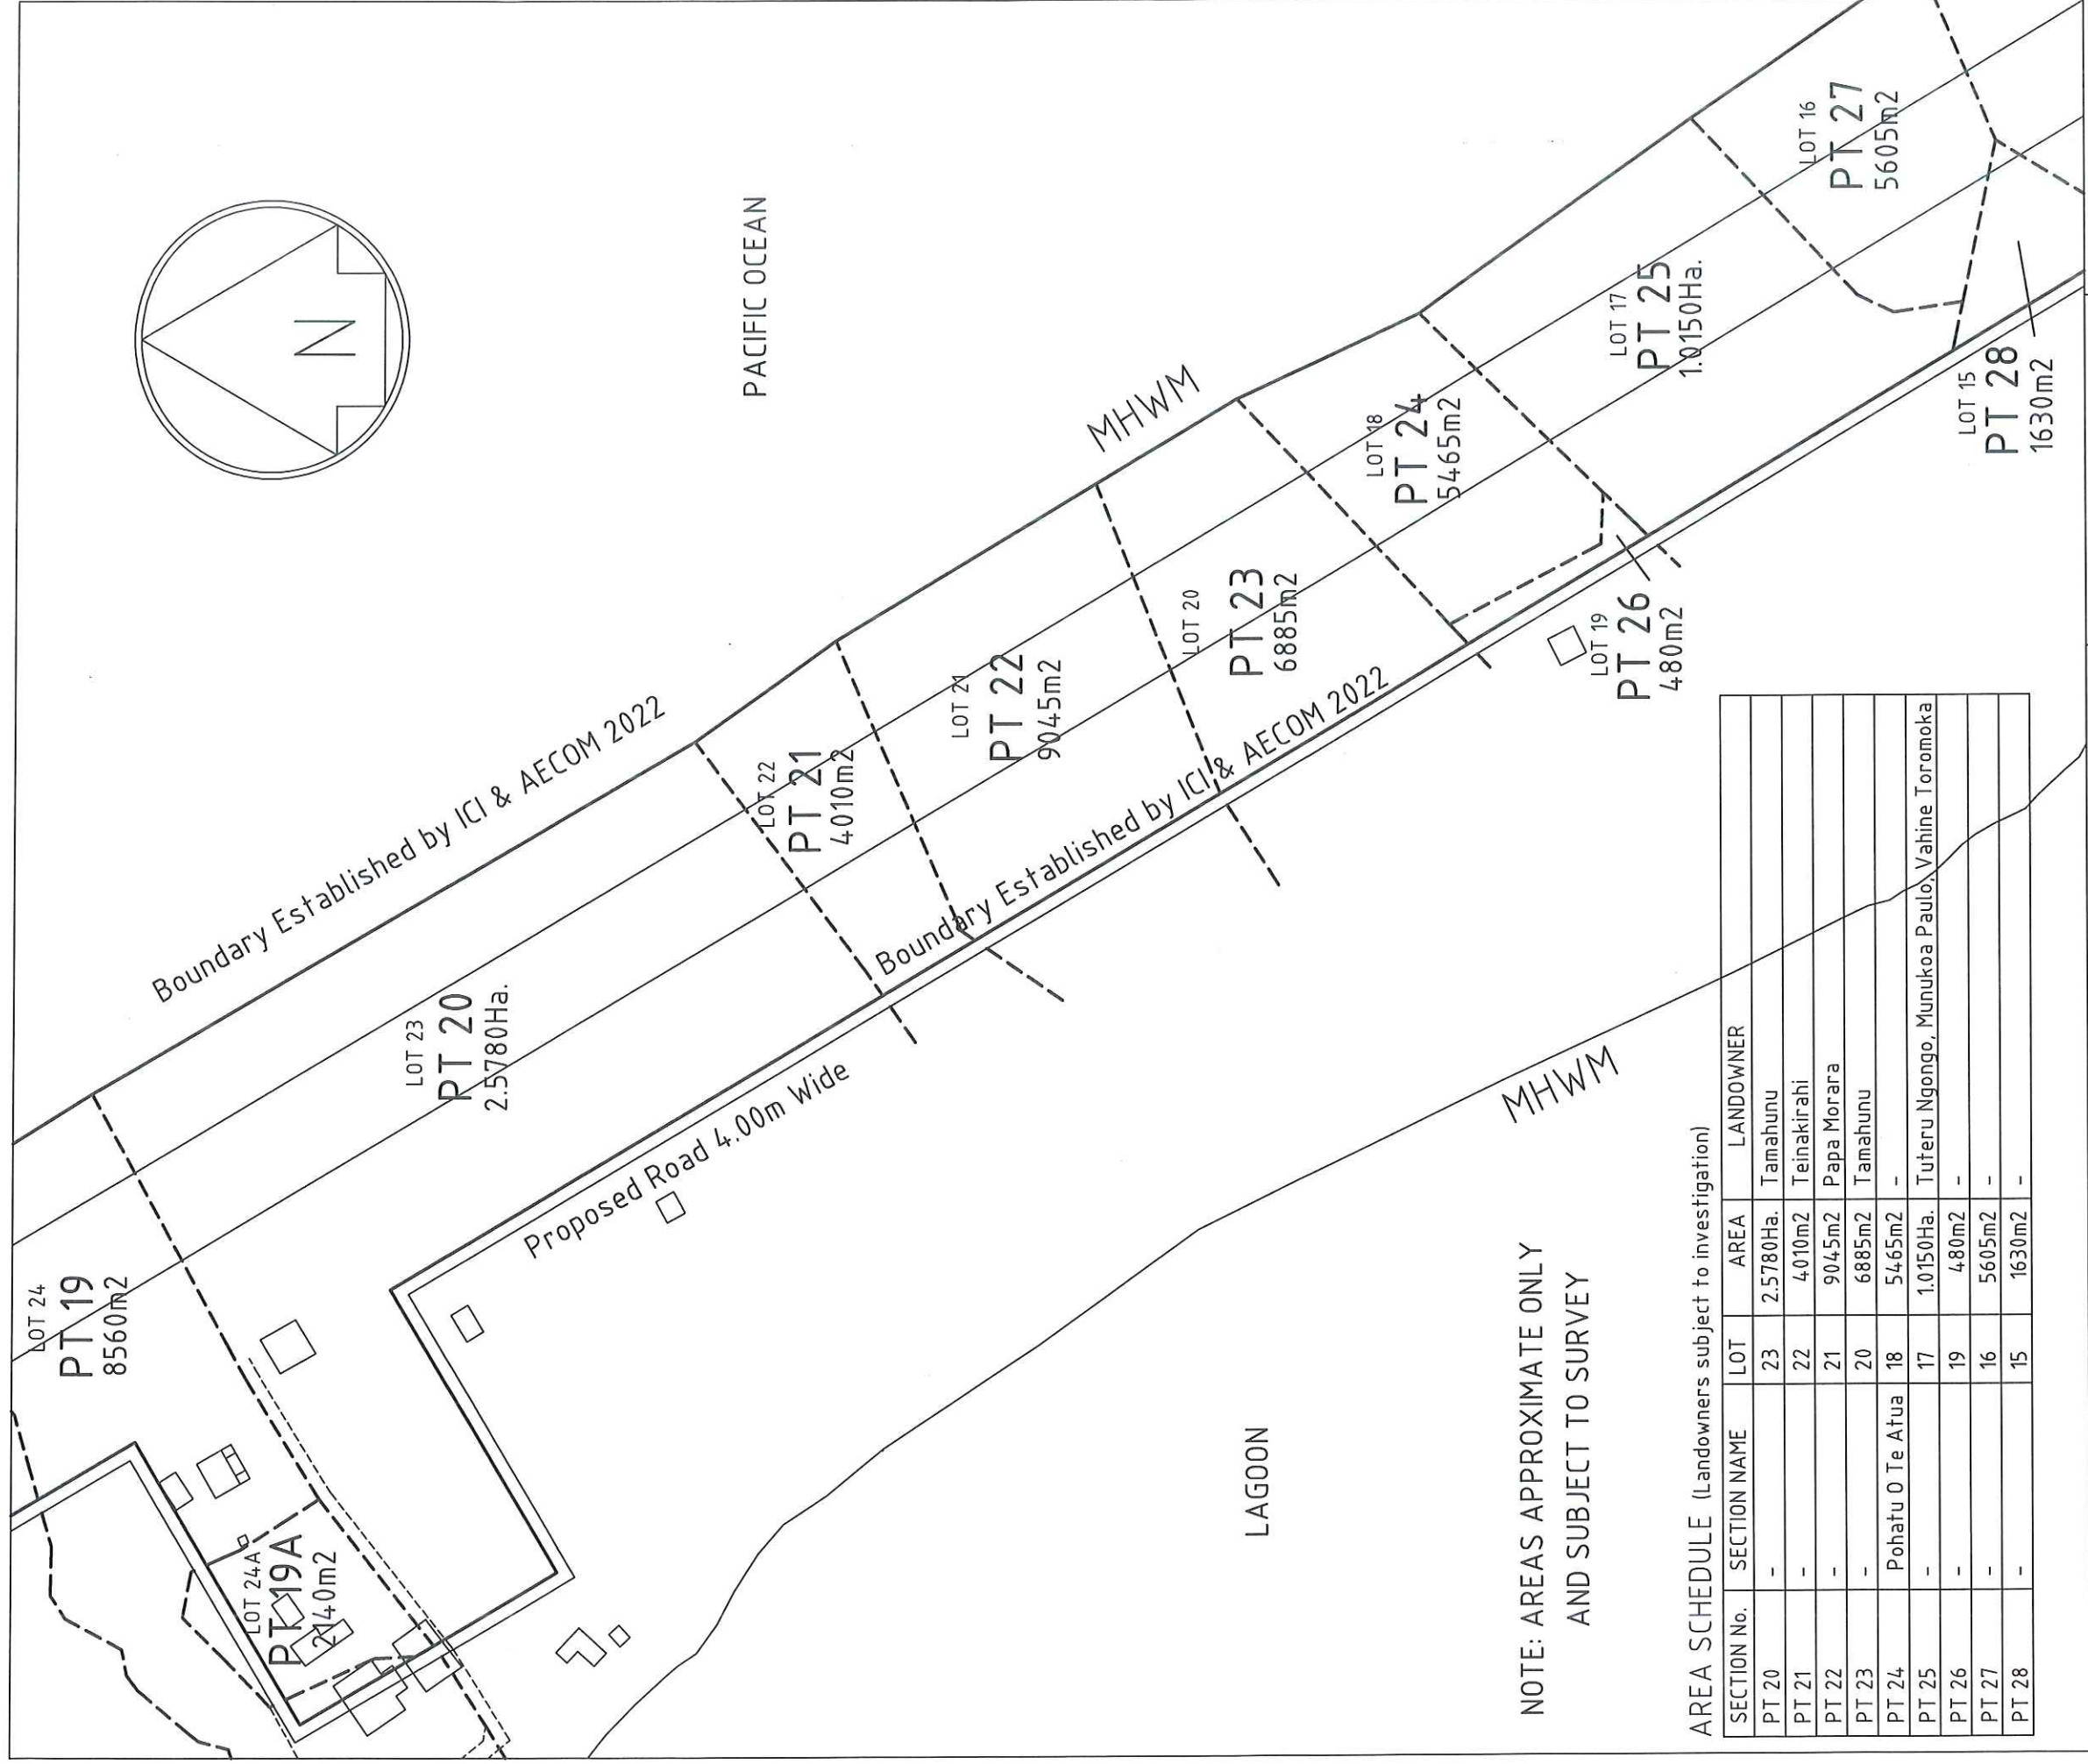 N
PACIFIC OCEAN
LOT 24
PT 19
8560m2
LOT 24A
PT 19A
2140m2
Boundary Established by ICI & AECOM 2022
LOT 23
PT 20
2.5780Ha.
Proposed Road 4.00m Wide
LOT 22
PT 21
4010m2
LOT 21
PT 22
9045m2
Boundary Established by ICI & AECOM 2022
MHWM
LOT 20
PT 23
6885m2
LOT 18
PT 24
5465m2
LOT 19
PT 26
480m2
LOT 17
PT 25
1.0150Ha.
LOT 16
PT 27
5605m2
LOT 15
PT 28
1630m2
MHWM
LAGOON
NOTE: AREAS APPROXIMATE ONLY
AND SUBJECT TO SURVEY
AREA SCHEDULE (Landowners subject to investigation)
SECTION No. SECTION NAME LOT AREA LANDOWNER
PT 20 - 23 2.5780Ha. Tamahunu
PT 21 - 22 4010m2 Teinakirahi
PT 22 - 21 9045m2 Papa Morara
PT 23 - 20 6885m2 Tamahunu
PT 24 Pohatu O Te Atua 18 5465m2 -
PT 25 - 17 1.0150Ha. Tuteru Ngongo, Munukoa Paulo, Vahine Toromoka
PT 26 - 19 480m2 -
PT 27 - 16 5605m2 -
PT 28 - 15 1630m2 -